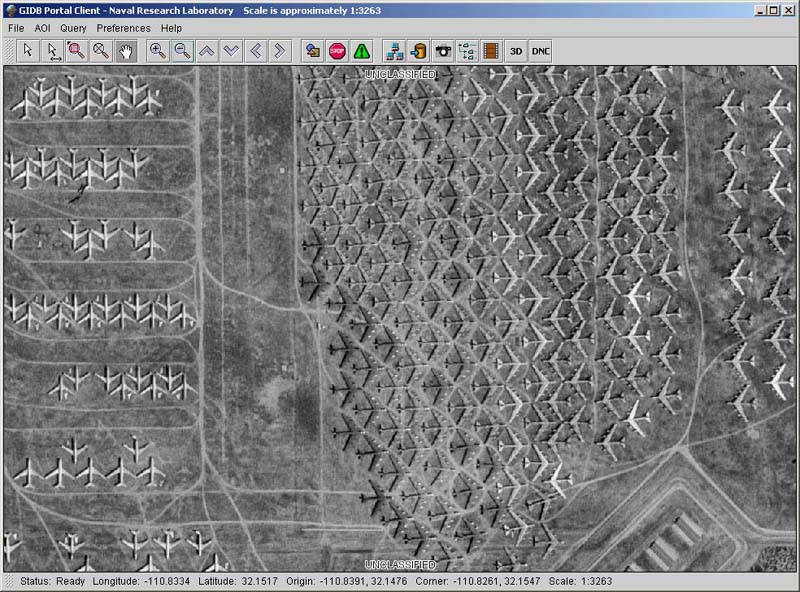 GIDB Portal Client - Naval Research Laboratory    Scale is approximately 1:3263
File AOI Query Preferences Help
STOP 3D DNC
UNCLASSIFIED
UNCLASSIFIED
Status: Ready Longitude: -110.8334 Latitude: 32.1517 Origin: -110.8391, 32.1476 Corner: -110.8261, 32.1547 Scale: 1:3263